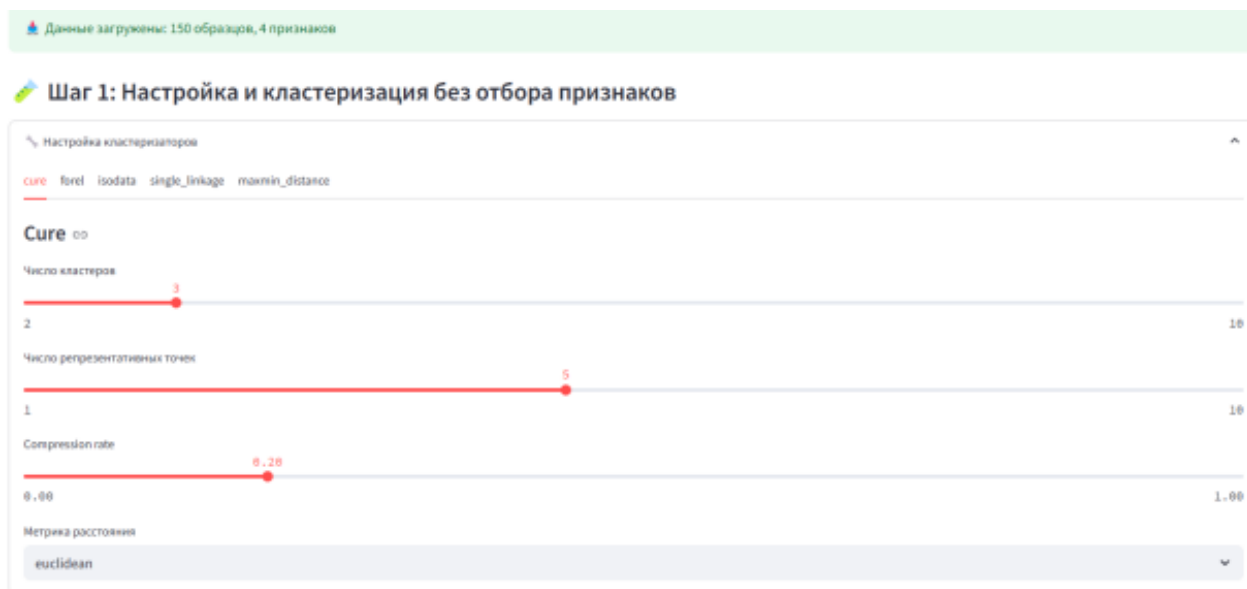 Данные загружены: 150 образцов, 4 признаков
Шаг 1: Настройка и кластеризация без отбора признаков
Настройка кластеризаторов
cure forel isodata single_linkage maxmin_distance
Cure
Число кластеров
3
2 10
Число репрезентативных точек
5
1 10
Compression rate
0.20
0.00 1.00
Метрика расстояния
euclidean